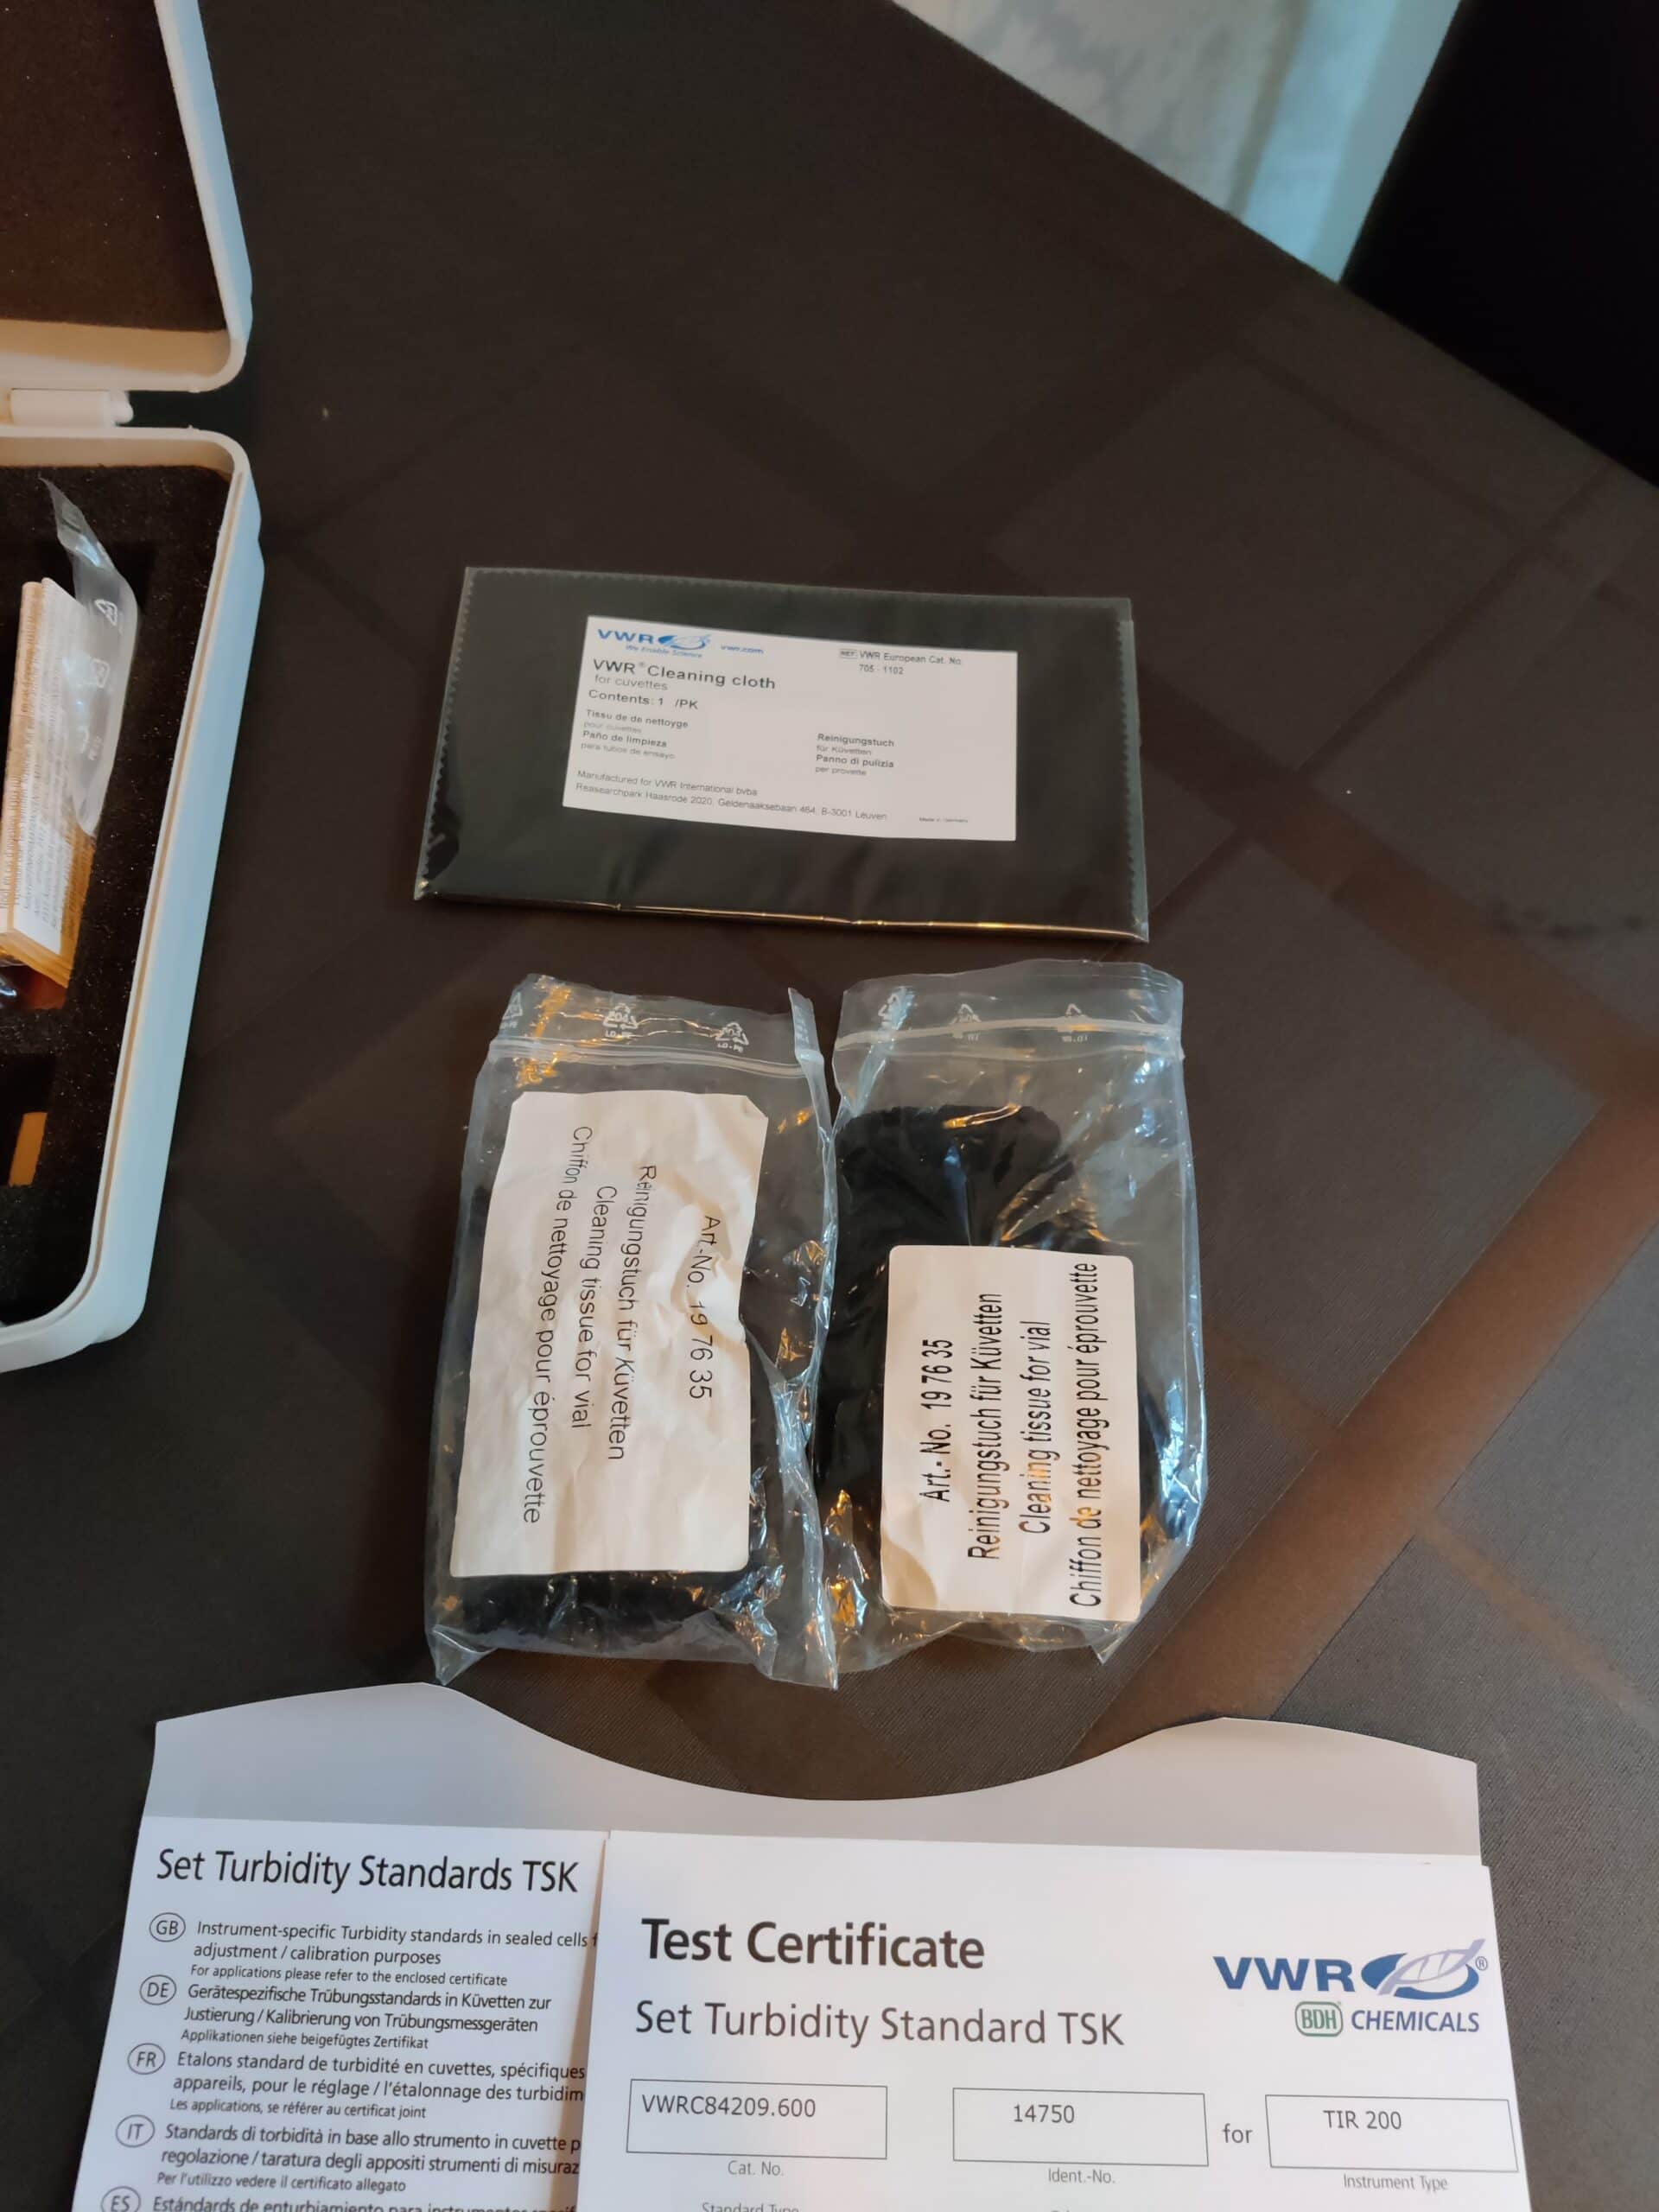 VWR
We Enable Science
vwr.com
REF VWR European Cat. No.
705 - 1102
VWR® Cleaning cloth
for cuvettes
Contents: 1 /PK
Tissu de de nettoyge
pour cuvettes
Paño de limpieza
para tubos de ensayo
Reinigungstuch
für Küvetten
Panno di pulizia
per provette
Manufactured for VWR International bvba
Reasearchpark Haasrode 2020, Geldenaaksebaan 464, B-3001 Leuven
Made in Germany
LD-PE
LD-PE
Art.-No. 19 76 35
Reinigungstuch für Küvetten
Cleaning tissue for vial
Chiffon de nettoyage pour éprouvette
Art.- No. 19 76 35
Reinigungstuch für Küvetten
Cleaning tissue for vial
Chiffon de nettoyage pour éprouvette
Set Turbidity Standards TSK
GB Instrument-specific Turbidity standards in sealed cells
adjustment / calibration purposes
For applications please refer to the enclosed certificate
DE Gerätespezifische Trübungsstandards in Küvetten zur
Justierung / Kalibrierung von Trübungsmessgeräten
Applikationen siehe beigefügtes Zertifikat
FR Etalons standard de turbidité en cuvettes, spécifiques
appareils, pour le réglage / l'étalonnage des turbidim
Les applications, se référer au certificat joint
IT Standards di torbidità in base allo strumento in cuvette p
regolazione / taratura degli appositi strumenti di misuraz
Per l'utilizzo vedere il certificato allegato
ES Estándards de enturbiamiento para
Test Certificate
Set Turbidity Standard TSK
VWR®
BDH CHEMICALS
VWRC84209.600
Cat. No.
14750
Ident.-No.
for
TIR 200
Instrument Type
Standard Type